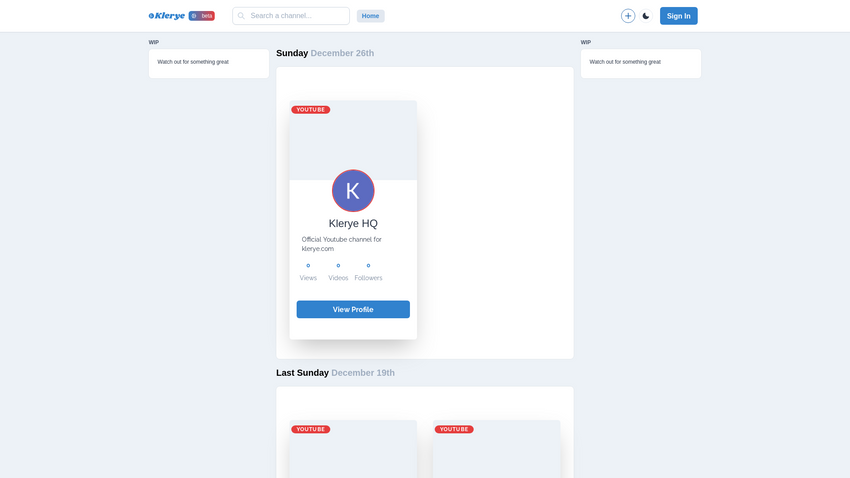 Klerye
beta
Search a channel...
Home
Sign In
WIP
Watch out for something great
Sunday December 26th
YOUTUBE
K
Klerye HQ
Official Youtube channel for
klerye.com
0 0 0
Views Videos Followers
View Profile
Last Sunday December 19th
YOUTUBE
YOUTUBE
WIP
Watch out for something great